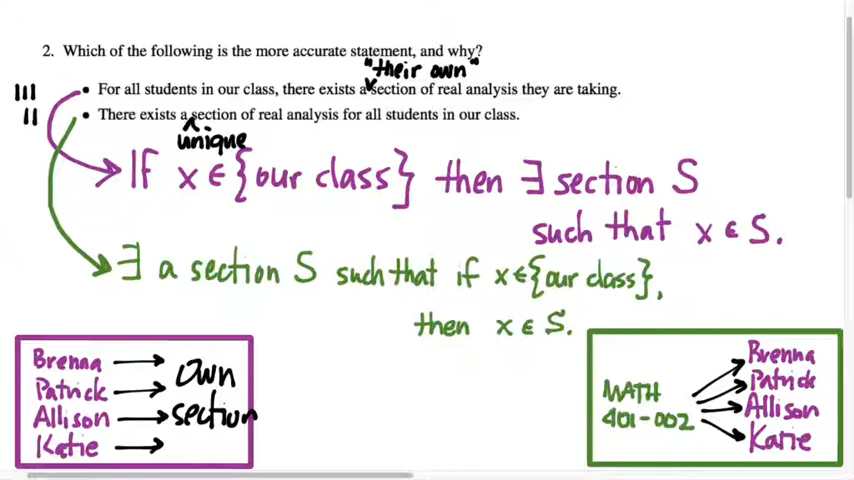 2. Which of the following is the more accurate statement, and why?
"their own"
III • For all students in our class, there exists a section of real analysis they are taking.
II • There exists a section of real analysis for all students in our class.
unique
If x ∈ {our class} then ∃ section S
such that x ∈ S.
∃ a section S such that if x ∈ {our class},
then x ∈ S.
Brenna
Patrick
Allison
Katie
own
section
MATH
401-002
Brenna
Patrick
Allison
Katie